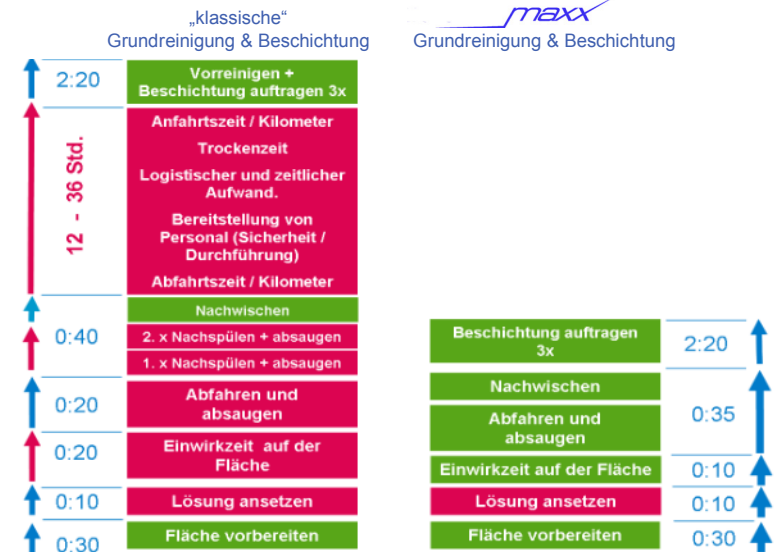 „klassische“
Grundreinigung & Beschichtung
maxx
Grundreinigung & Beschichtung
2:20
Vorreinigen +
Beschichtung auftragen 3x
12 - 36 Std.
Anfahrtszeit / Kilometer
Trockenzeit
Logistischer und zeitlicher
Aufwand.
Bereitstellung von
Personal (Sicherheit /
Durchführung)
Abfahrtszeit / Kilometer
0:40
Nachwischen
2. x Nachspülen + absaugen
1. x Nachspülen + absaugen
0:20
Abfahren und
absaugen
0:20
Einwirkzeit auf der
Fläche
0:10
Lösung ansetzen
0:30
Fläche vorbereiten
Beschichtung auftragen
3x
2:20
Nachwischen
Abfahren und
absaugen
0:35
Einwirkzeit auf der Fläche
0:10
Lösung ansetzen
0:10
Fläche vorbereiten
0:30